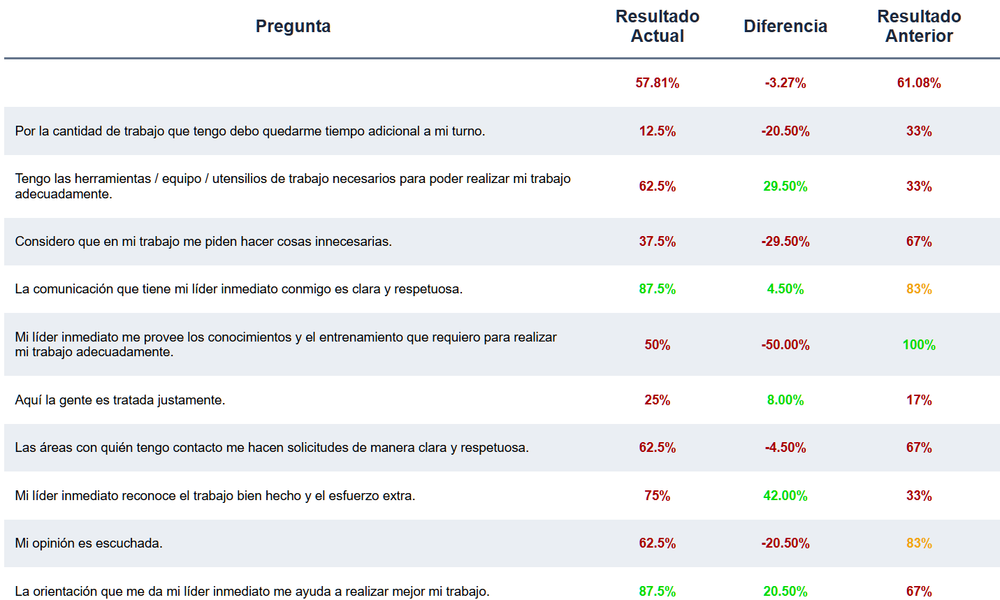 Pregunta Resultado Actual Diferencia Resultado Anterior
57.81% -3.27% 61.08%
Por la cantidad de trabajo que tengo debo quedarme tiempo adicional a mi turno. 12.5% -20.50% 33%
Tengo las herramientas / equipo / utensilios de trabajo necesarios para poder realizar mi trabajo
adecuadamente. 62.5% 29.50% 33%
Considero que en mi trabajo me piden hacer cosas innecesarias. 37.5% -29.50% 67%
La comunicación que tiene mi líder inmediato conmigo es clara y respetuosa. 87.5% 4.50% 83%
Mi líder inmediato me provee los conocimientos y el entrenamiento que requiero para realizar
mi trabajo adecuadamente. 50% -50.00% 100%
Aquí la gente es tratada justamente. 25% 8.00% 17%
Las áreas con quién tengo contacto me hacen solicitudes de manera clara y respetuosa. 62.5% -4.50% 67%
Mi líder inmediato reconoce el trabajo bien hecho y el esfuerzo extra. 75% 42.00% 33%
Mi opinión es escuchada. 62.5% -20.50% 83%
La orientación que me da mi líder inmediato me ayuda a realizar mejor mi trabajo. 87.5% 20.50% 67%